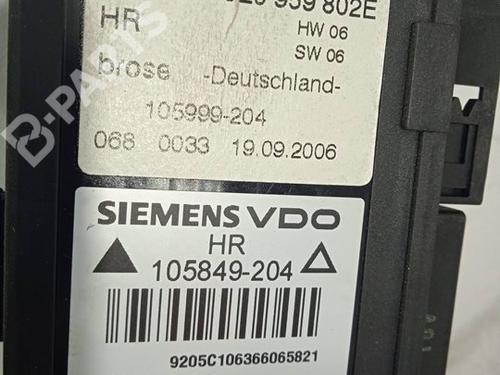 959 802E
HR
HW 06
SW 06
brose -Deutschland-
105999-204
068 0033 19.09.2006
SIEMENS VDO
HR
105849-204
9205C106366065821
B-PARTS